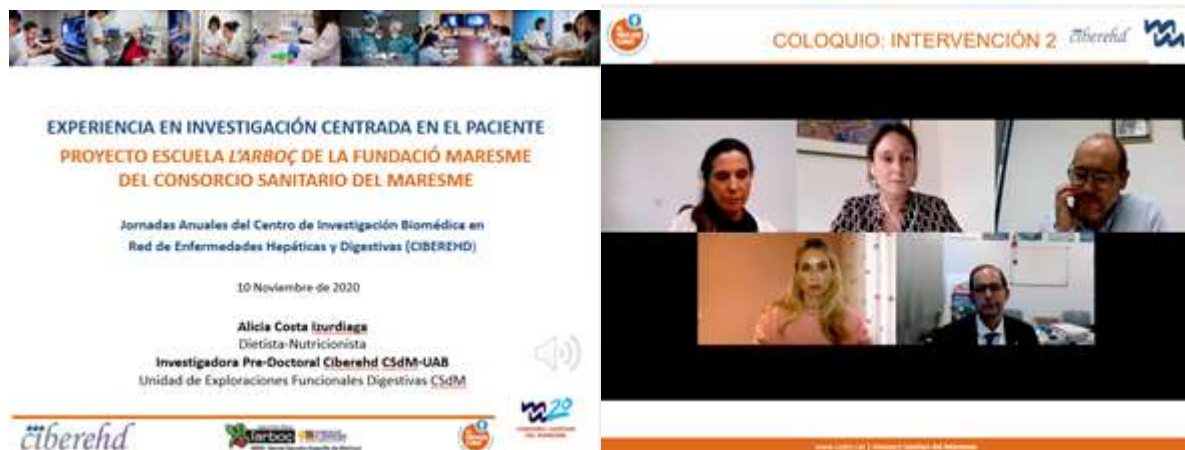 EXPERIENCIA EN INVESTIGACIÓN CENTRADA EN EL PACIENTE
PROYECTO ESCUELA L'ARBOÇ DE LA FUNDACIÓ MARESME
DEL CONSORCIO SANITARIO DEL MARESME
Jornadas Anuales del Centro de Investigación Biomédica en
Red de Enfermedades Hepáticas y Digestivas (CIBEREHD)
10 Noviembre de 2020
Alicia Costa Izurdiaga
Dietista-Nutricionista
Investigadora Pre-Doctoral Ciberehd CSdM-UAB
Unidad de Exploraciones Funcionales Digestivas CSdM
ciberehd
l'arboç
20
COLOQUIO: INTERVENCIÓN 2
ciberehd